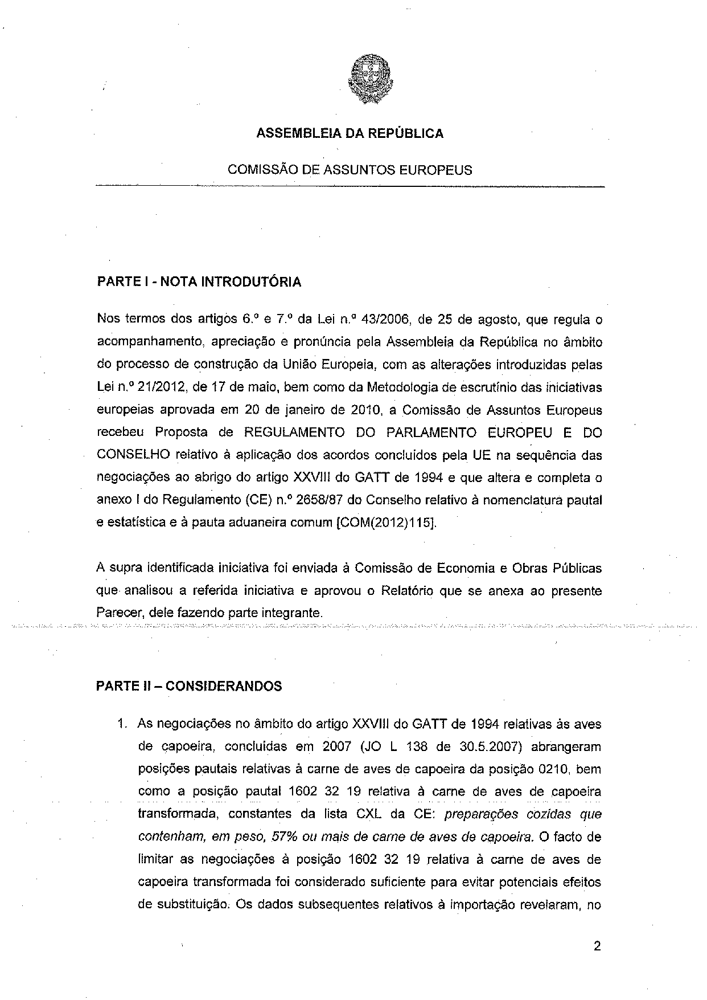 ASSEMBLEIA DA REPÚBLICA
COMISSÃO DE ASSUNTOS EUROPEUS
PARTE I - NOTA INTRODUTÓRIA
Nos termos dos artigos 6.º e 7.º da Lei n.º 43/2006, de 25 de agosto, que regula o
acompanhamento, apreciação e pronúncia pela Assembleia da República no âmbito
do processo de construção da União Europeia, com as alterações introduzidas pelas
Lei n.º 21/2012, de 17 de maio, bem como da Metodologia de escrutínio das iniciativas
europeias aprovada em 20 de janeiro de 2010, a Comissão de Assuntos Europeus
recebeu Proposta de REGULAMENTO DO PARLAMENTO EUROPEU E DO
CONSELHO relativo à aplicação dos acordos concluídos pela UE na sequência das
negociações ao abrigo do artigo XXVIII do GATT de 1994 e que altera e completa o
anexo I do Regulamento (CE) n.º 2658/87 do Conselho relativo à nomenclatura pautal
e estatística e à pauta aduaneira comum [COM(2012)115].
A supra identificada iniciativa foi enviada à Comissão de Economia e Obras Públicas
que analisou a referida iniciativa e aprovou o Relatório que se anexa ao presente
Parecer, dele fazendo parte integrante.
PARTE II – CONSIDERANDOS
1. As negociações no âmbito do artigo XXVIII do GATT de 1994 relativas às aves
de capoeira, concluídas em 2007 (JO L 138 de 30.5.2007) abrangeram
posições pautais relativas à carne de aves de capoeira da posição 0210, bem
como a posição pautal 1602 32 19 relativa à carne de aves de capoeira
transformada, constantes da lista CXL da CE: preparações cozidas que
contenham, em peso, 57% ou mais de carne de aves de capoeira. O facto de
limitar as negociações à posição 1602 32 19 relativa à carne de aves de
capoeira transformada foi considerado suficiente para evitar potenciais efeitos
de substituição. Os dados subsequentes relativos à importação revelaram, no
2